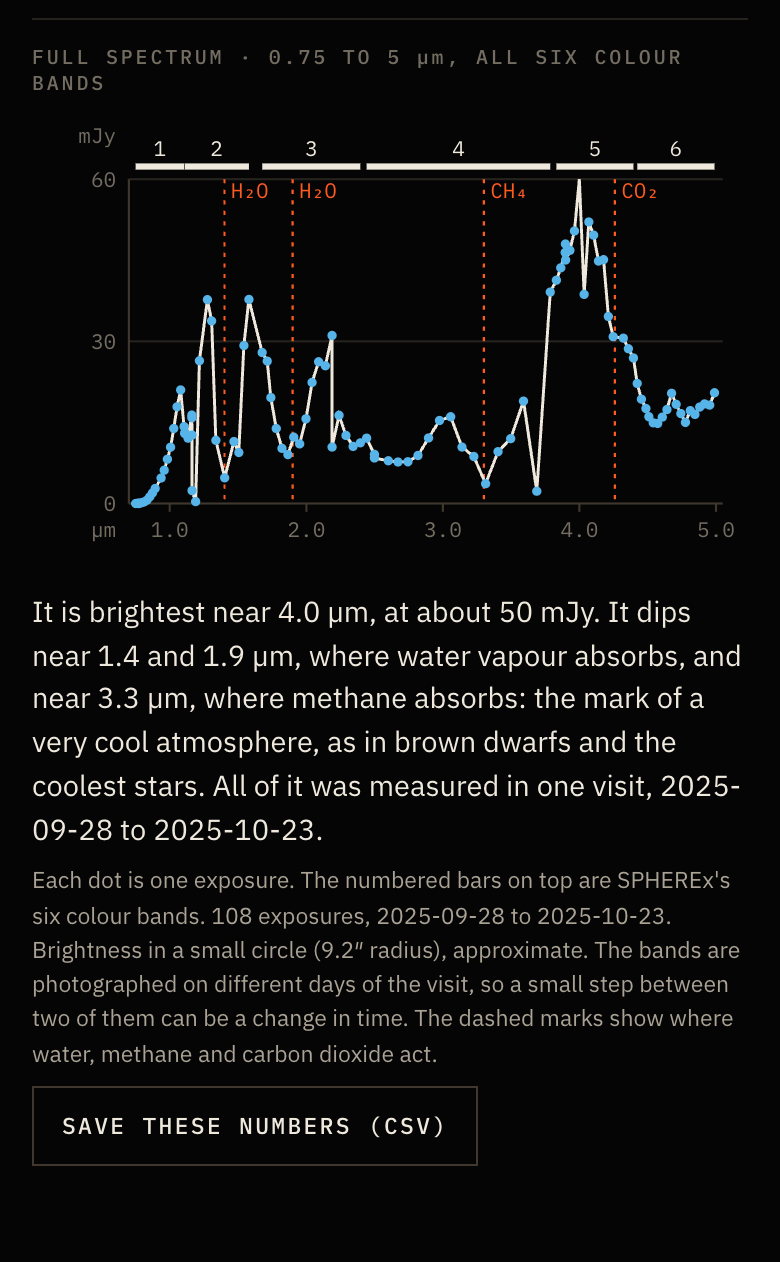 FULL SPECTRUM · 0.75 TO 5 µm, ALL SIX COLOUR
BANDS
mJy
1 2 3 4 5 6
60
H₂O H₂O CH₄ CO₂
30
0
µm 1.0 2.0 3.0 4.0 5.0
It is brightest near 4.0 µm, at about 50 mJy. It dips
near 1.4 and 1.9 µm, where water vapour absorbs, and
near 3.3 µm, where methane absorbs: the mark of a
very cool atmosphere, as in brown dwarfs and the
coolest stars. All of it was measured in one visit, 2025-
09-28 to 2025-10-23.
Each dot is one exposure. The numbered bars on top are SPHEREx's
six colour bands. 108 exposures, 2025-09-28 to 2025-10-23.
Brightness in a small circle (9.2″ radius), approximate. The bands are
photographed on different days of the visit, so a small step between
two of them can be a change in time. The dashed marks show where
water, methane and carbon dioxide act.
SAVE THESE NUMBERS (CSV)